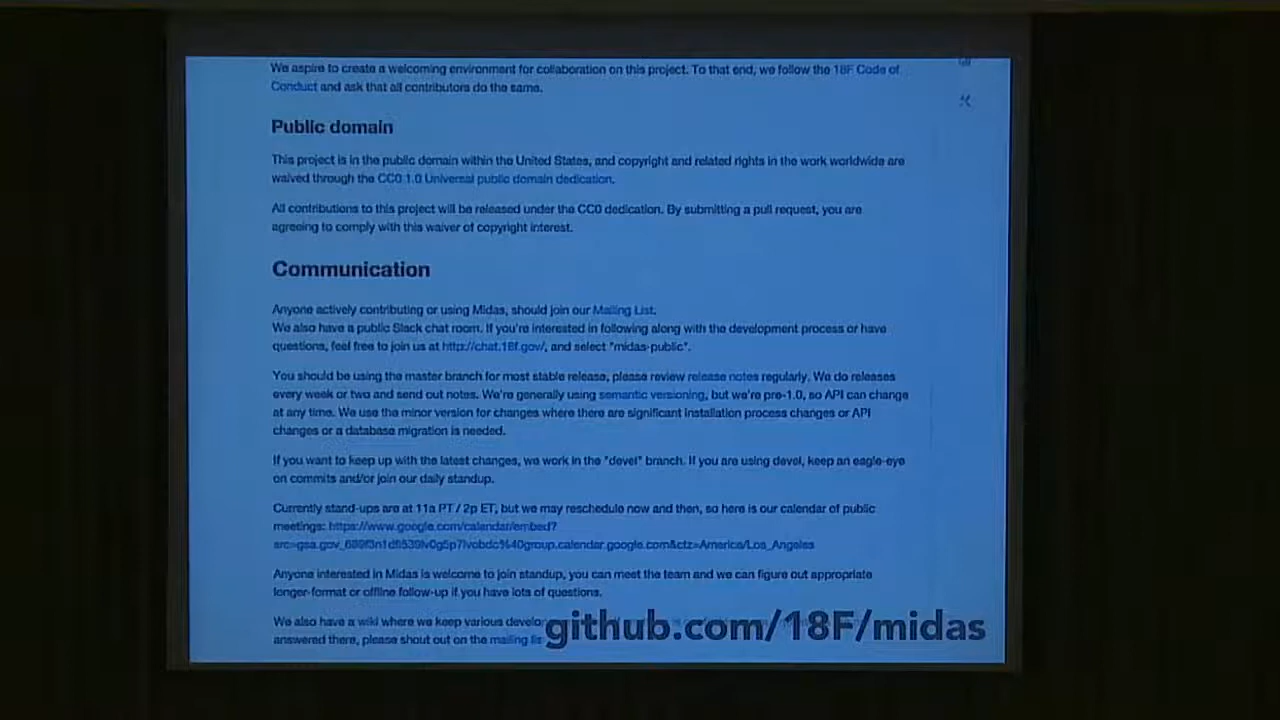 We aspire to create a welcoming environment for collaboration on this project. To that end, we follow the 18F Code of
Conduct and ask that all contributors do the same.
Public domain
This project is in the public domain within the United States, and copyright and related rights in the work worldwide are
waived through the CC0 1.0 Universal public domain dedication.
All contributions to this project will be released under the CC0 dedication. By submitting a pull request, you are
agreeing to comply with this waiver of copyright interest.
Communication
Anyone actively contributing or using Midas, should join our Mailing List.
We also have a public Slack chat room. If you're interested in following along with the development process or have
questions, feel free to join us at http://chat.18f.gov/, and select "midas-public".
You should be using the master branch for most stable release, please review release notes regularly. We do releases
every week or two and send out notes. We're generally using semantic versioning, but we're pre-1.0, so API can change
at any time. We use the minor version for changes where there are significant installation process changes or API
changes or a database migration is needed.
If you want to keep up with the latest changes, we work in the "devel" branch. If you are using devel, keep an eagle-eye
on commits and/or join our daily standup.
Currently stand-ups are at 11a PT / 2p ET, but we may reschedule now and then, so here is our calendar of public
meetings: https://www.google.com/calendar/embed?
Anyone interested in Midas is welcome to join standup, you can meet the team and we can figure out appropriate
longer-format or offline follow-up if you have lots of questions.
We also have a wiki where we keep various
answered there, please shout out on the mailing
github.com/18F/midas